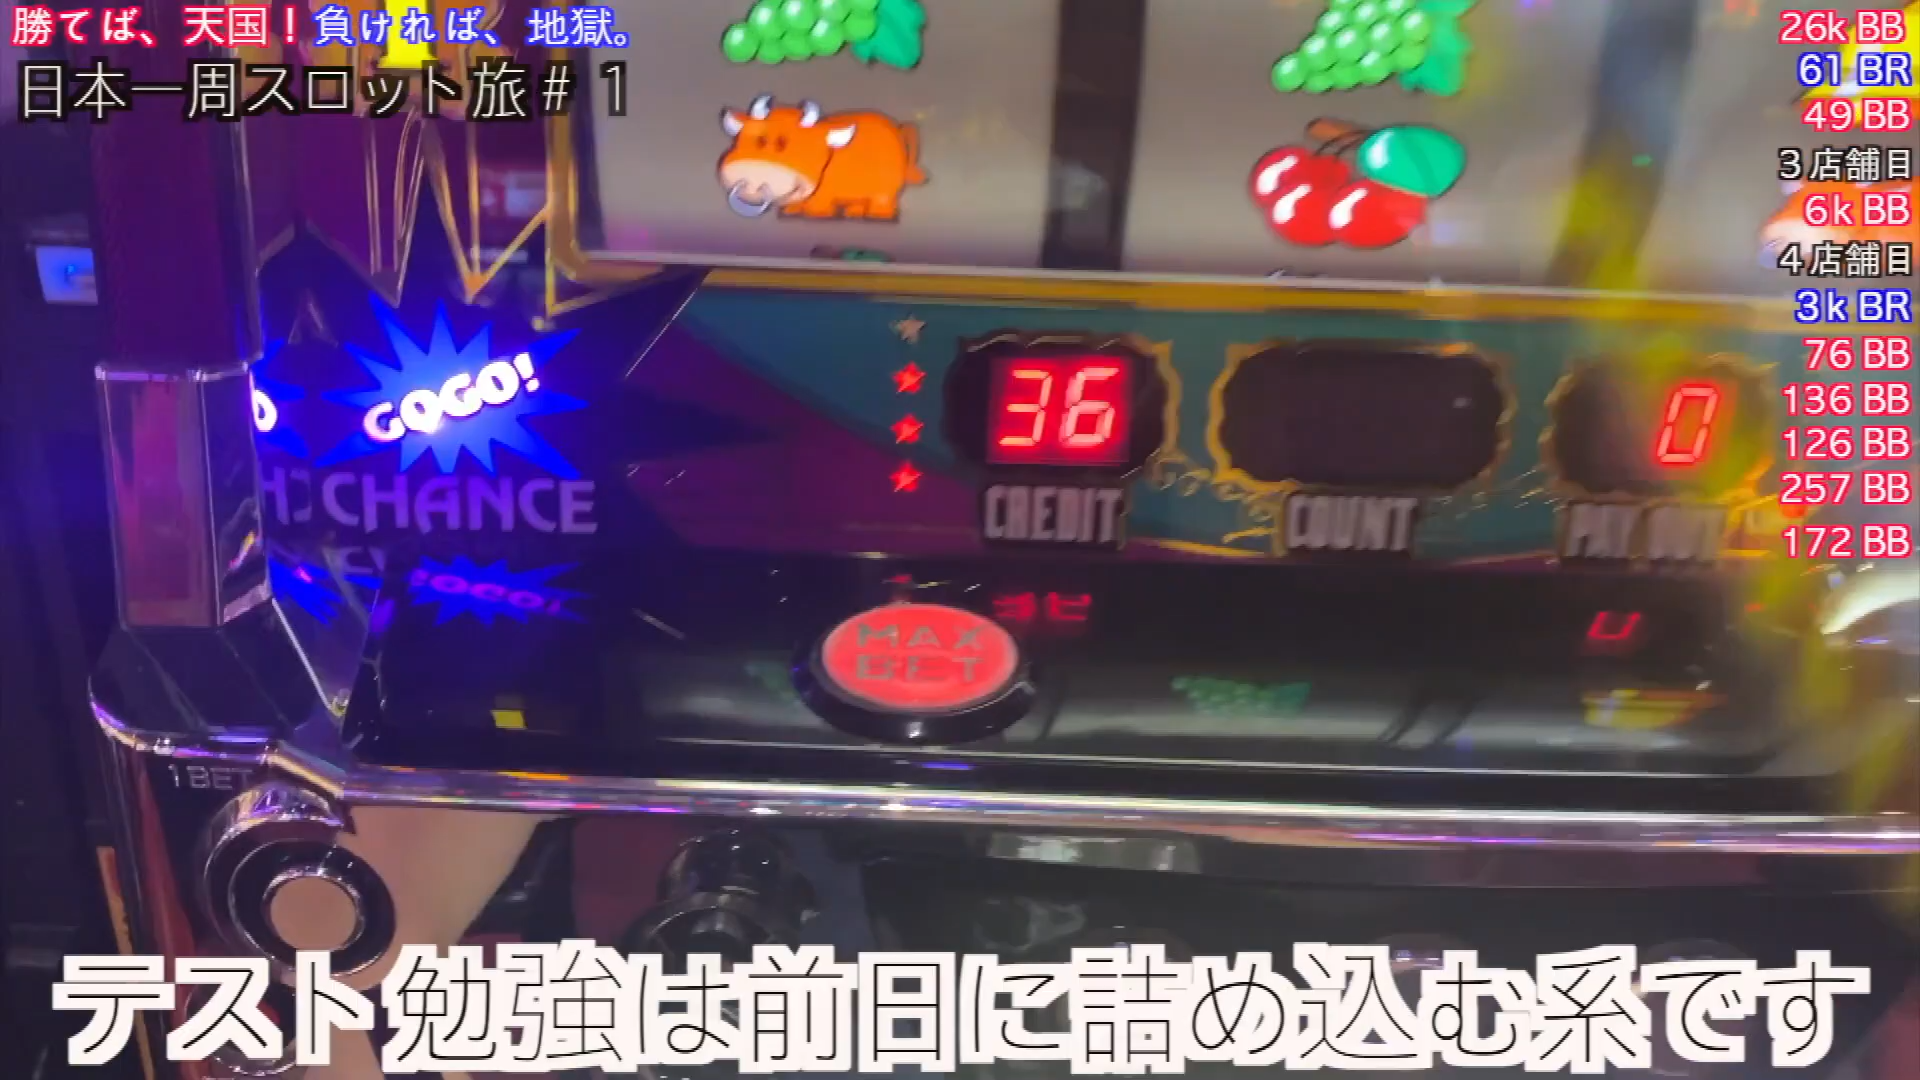 勝てば、天国！負ければ、地獄。
日本一周スロット旅＃１
26k BB
61 BR
49 BB
３店舗目
6k BB
４店舗目
3k BR
76 BB
136 BB
126 BB
257 BB
172 BB
GOGO!
CHANCE
36
0
CREDIT
COUNT
PAY OUT
MAX
BET
1 BET
テスト勉強は前日に詰め込む系です